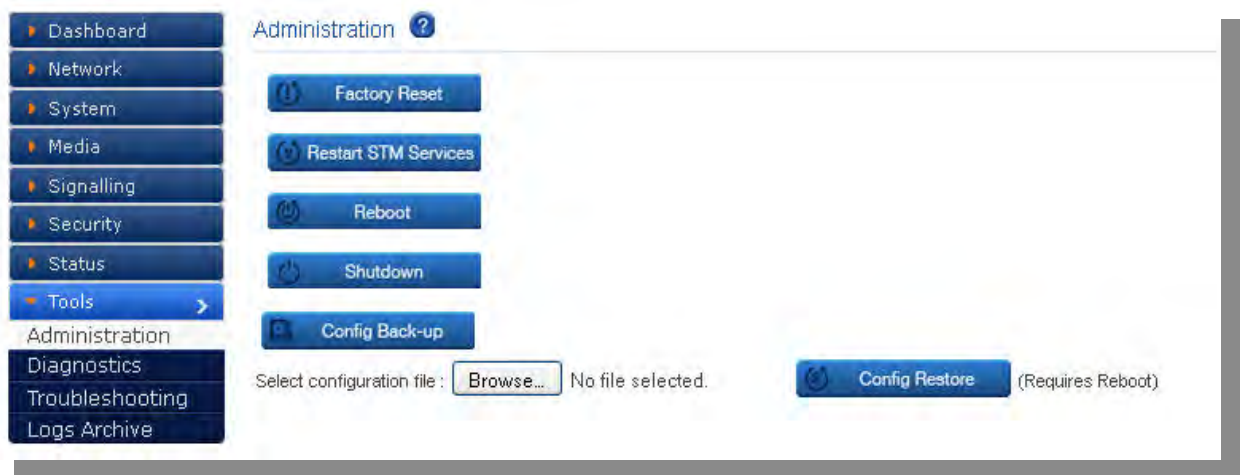 Dashboard
Network
System
Media
Signalling
Security
Status
Tools
Administration
Diagnostics
Troubleshooting
Logs Archive
Administration ?
Factory Reset
Restart STM Services
Reboot
Shutdown
Config Back-up
Select configuration file : Browse... No file selected. Config Restore (Requires Reboot)